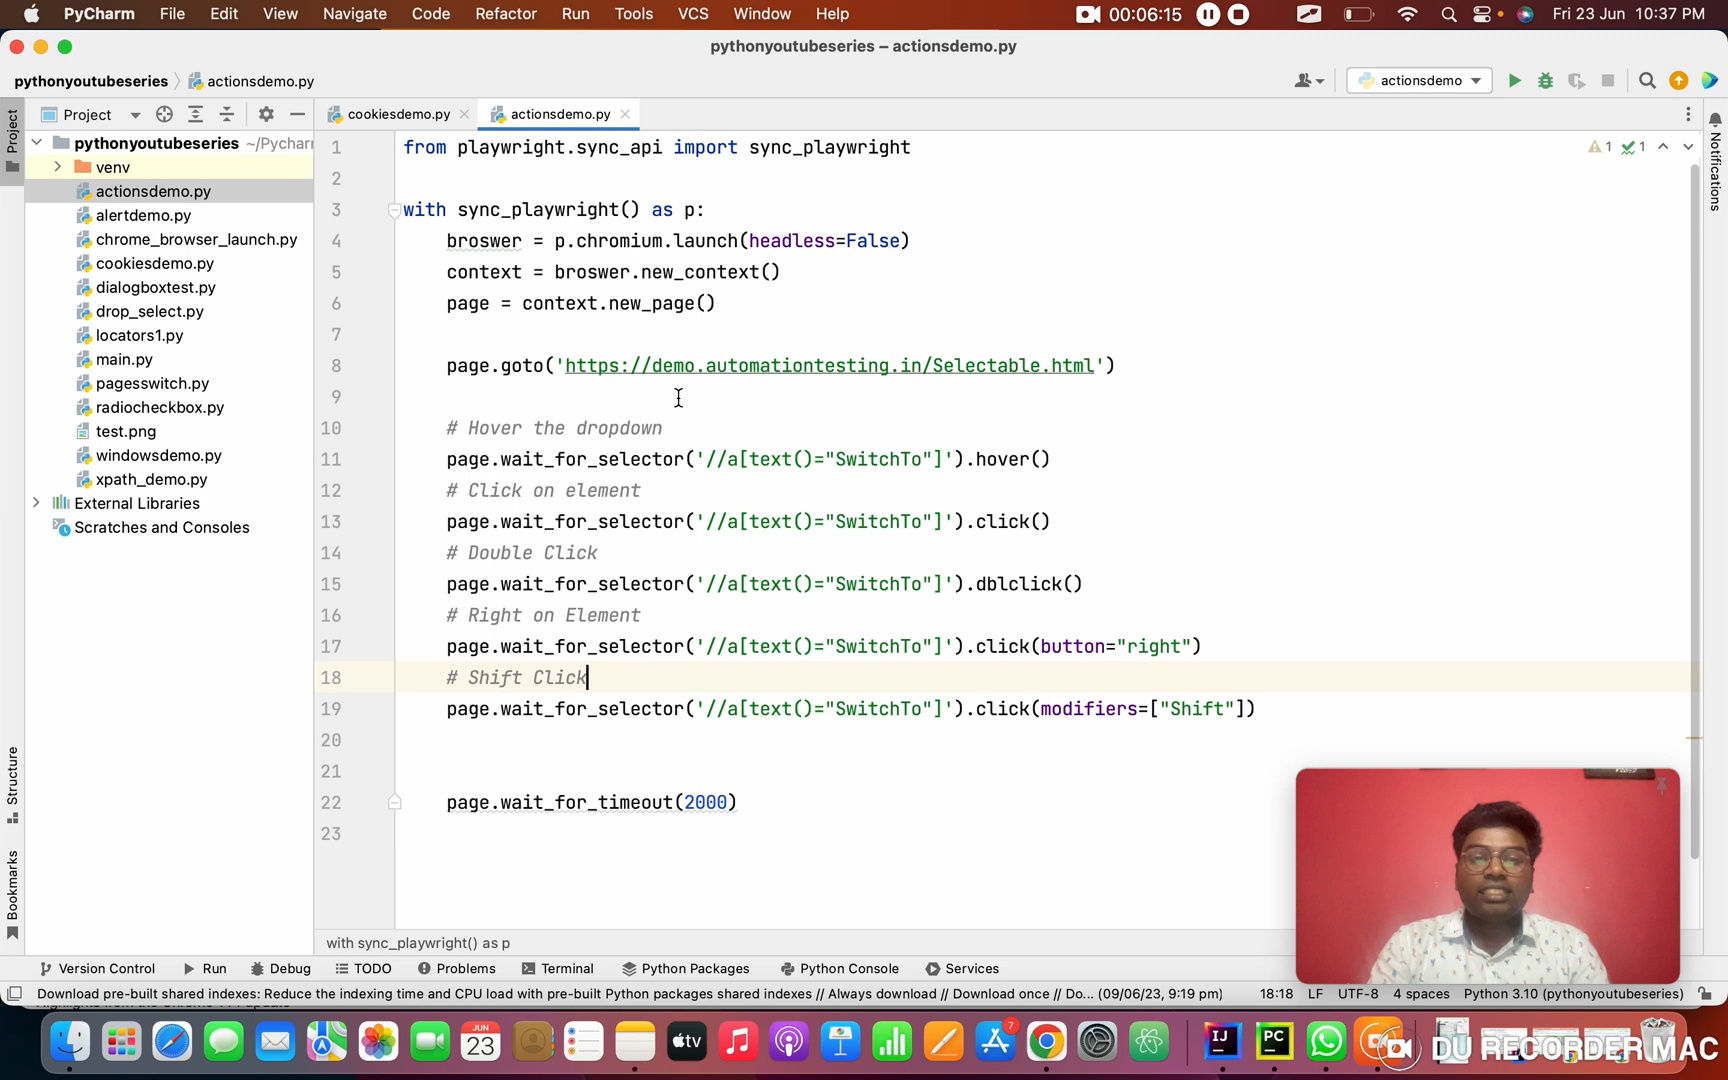 PyCharm File Edit View Navigate Code Refactor Run Tools VCS Window Help 00:06:15 Fri 23 Jun 10:37 PM
pythonyoutubeseries – actionsdemo.py
pythonyoutubeseries actionsdemo.py actionsdemo
Project cookiesdemo.py actionsdemo.py
Project
Notifications
Structure
Bookmarks
pythonyoutubeseries ~/Pycharr
venv
actionsdemo.py
alertdemo.py
chrome_browser_launch.py
cookiesdemo.py
dialogboxtest.py
drop_select.py
locators1.py
main.py
pagesswitch.py
radiocheckbox.py
test.png
windowsdemo.py
xpath_demo.py
External Libraries
Scratches and Consoles
1 from playwright.sync_api import sync_playwright 1 1
2
3 with sync_playwright() as p:
4 broswer = p.chromium.launch(headless=False)
5 context = broswer.new_context()
6 page = context.new_page()
7
8 page.goto('https://demo.automationtesting.in/Selectable.html')
9
10 # Hover the dropdown
11 page.wait_for_selector('//a[text()="SwitchTo"]').hover()
12 # Click on element
13 page.wait_for_selector('//a[text()="SwitchTo"]').click()
14 # Double Click
15 page.wait_for_selector('//a[text()="SwitchTo"]').dblclick()
16 # Right on Element
17 page.wait_for_selector('//a[text()="SwitchTo"]').click(button="right")
18 # Shift Click
19 page.wait_for_selector('//a[text()="SwitchTo"]').click(modifiers=["Shift"])
20
21
22 page.wait_for_timeout(2000)
23
with sync_playwright() as p
Version Control Run Debug TODO Problems Terminal Python Packages Python Console Services
Download pre-built shared indexes: Reduce the indexing time and CPU load with pre-built Python packages shared indexes // Always download // Download once // Do... (09/06/23, 9:19 pm) 18:18 LF UTF-8 4 spaces Python 3.10 (pythonyoutubeseries)
JUN
23 tv 7 IJ PC
DU RECORDER MAC